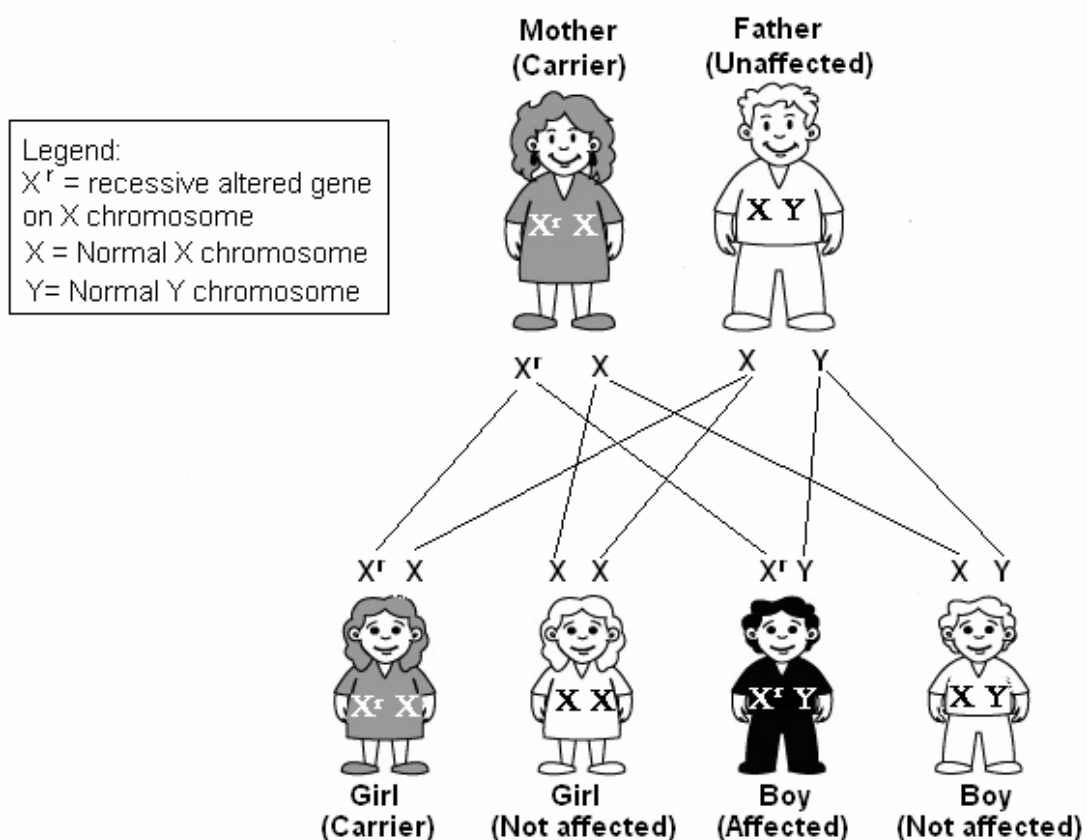 Mother
(Carrier)
Father
(Unaffected)
Legend:
Xʳ = recessive altered gene
on X chromosome
X = Normal X chromosome
Y= Normal Y chromosome
Xʳ X
X Y
Xʳ X X Y
Xʳ X X X Xʳ Y X Y
Xʳ X
X X
Xʳ Y
X Y
Girl
(Carrier)
Girl
(Not affected)
Boy
(Affected)
Boy
(Not affected)